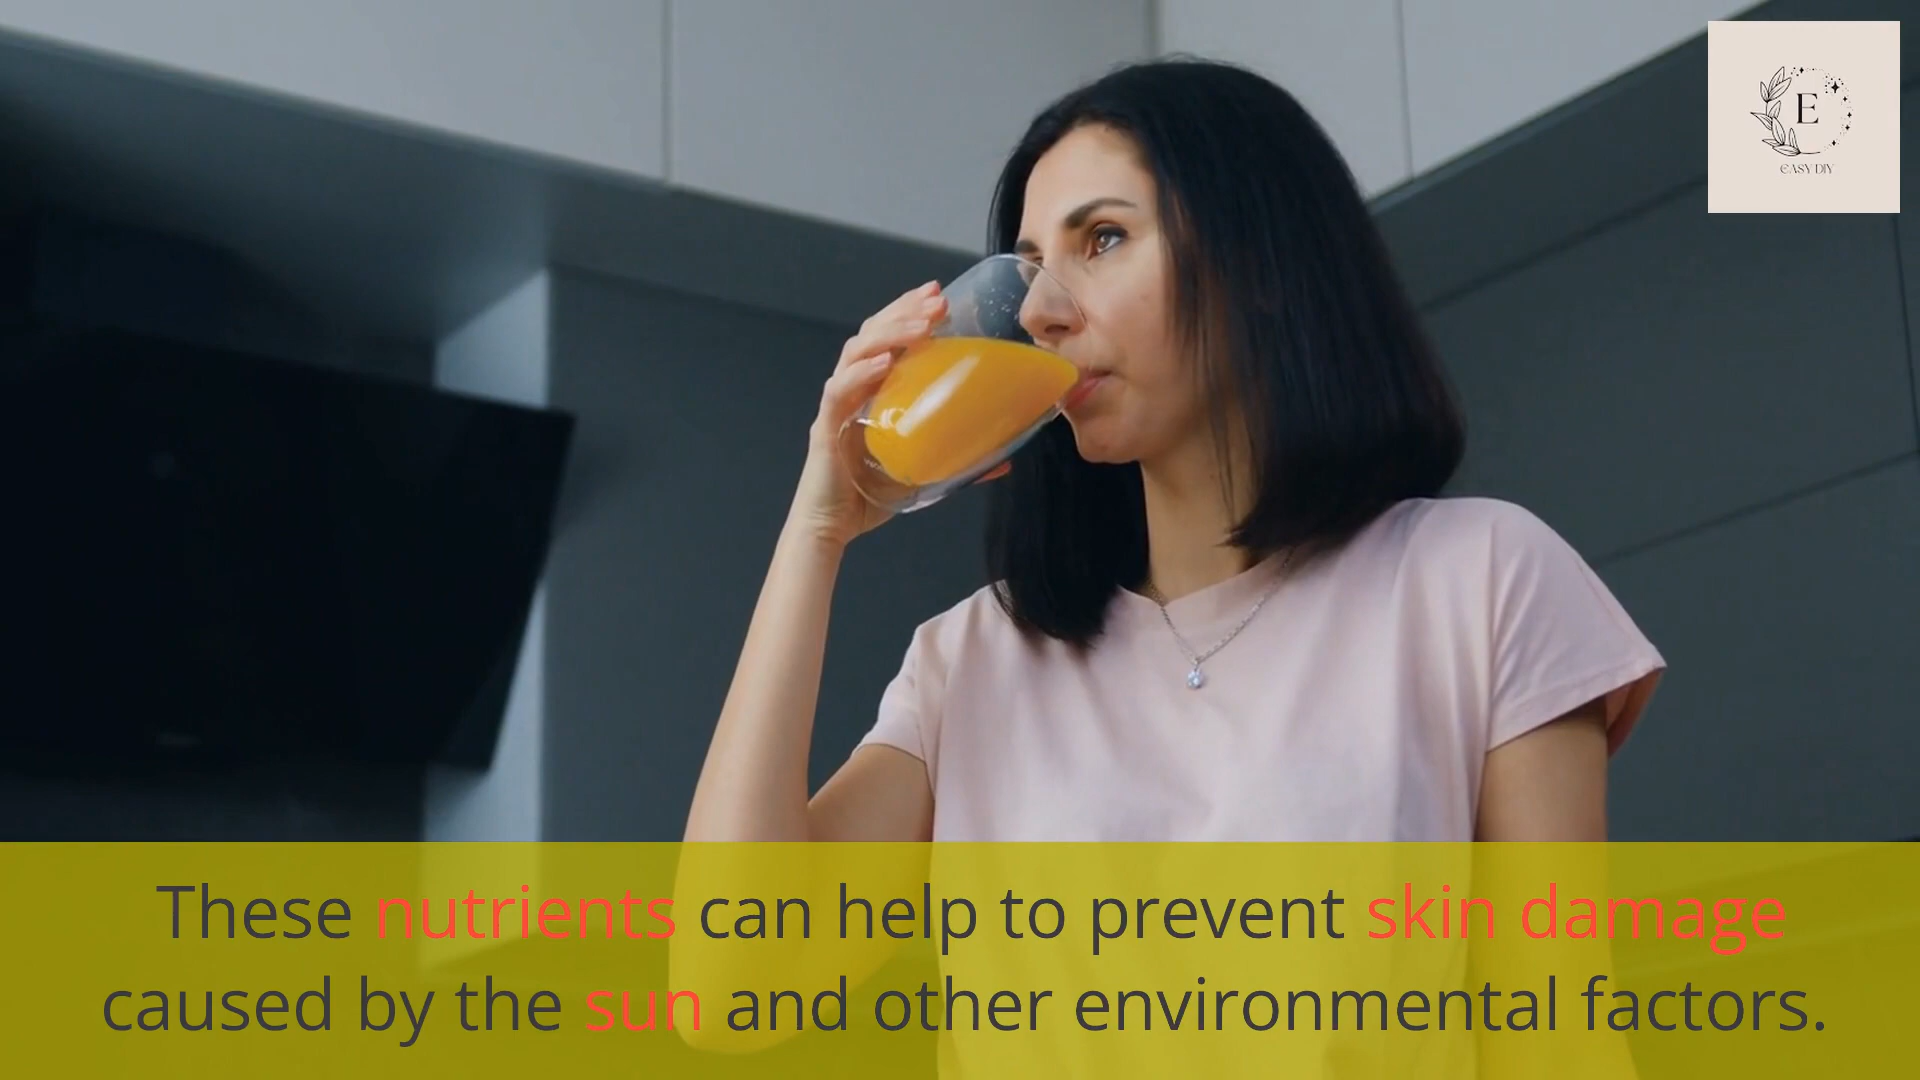 E
EASY DIY
These nutrients can help to prevent skin damage
caused by the sun and other environmental factors.